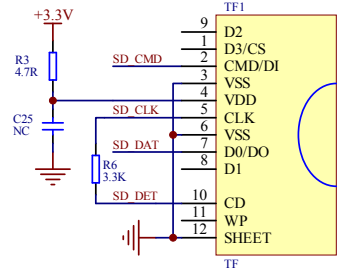 TF1
+3.3V
9 D2
1 D3/CS
SD_CMD 2 CMD/DI
R3
4.7R
3 VSS
4 VDD
SD_CLK 5 CLK
C25
NC
6 VSS
SD_DAT 7 D0/DO
8 D1
R6
3.3K
SD_DET 10 CD
11 WP
12 SHEET
TF